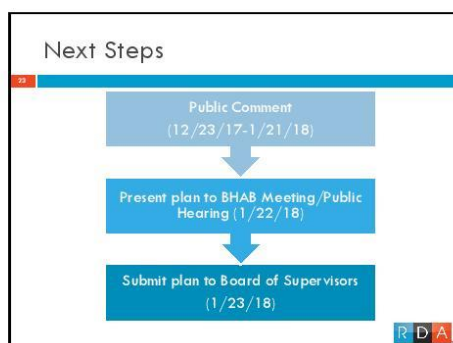 Next Steps
23
Public Comment
(12/23/17-1/21/18)
Present plan to BHAB Meeting/Public
Hearing (1/22/18)
Submit plan to Board of Supervisors
(1/23/18)
RDA